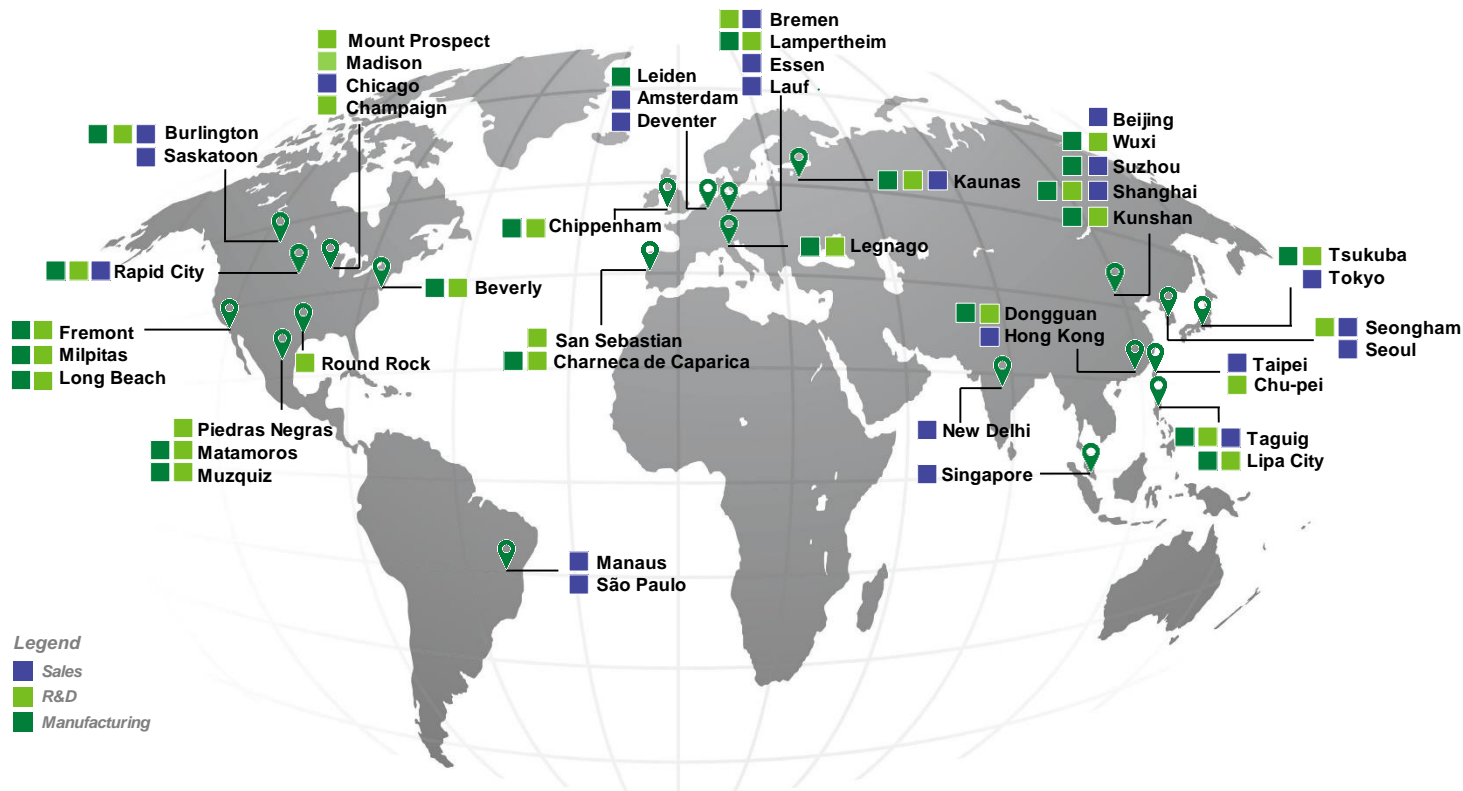 Mount Prospect
Madison
Chicago
Champaign
Burlington
Saskatoon
Rapid City
Beverly
Fremont
Milpitas
Long Beach
Round Rock
Piedras Negras
Matamoros
Muzquiz
Manaus
São Paulo
Bremen
Lampertheim
Essen
Lauf
Leiden
Amsterdam
Deventer
Chippenham
Kaunas
Legnago
San Sebastian
Charneca de Caparica
Beijing
Wuxi
Suzhou
Shanghai
Kunshan
Tsukuba
Tokyo
Seongham
Seoul
Dongguan
Hong Kong
Taipei
Chu-pei
New Delhi
Singapore
Taguig
Lipa City
Legend
Sales
R&D
Manufacturing